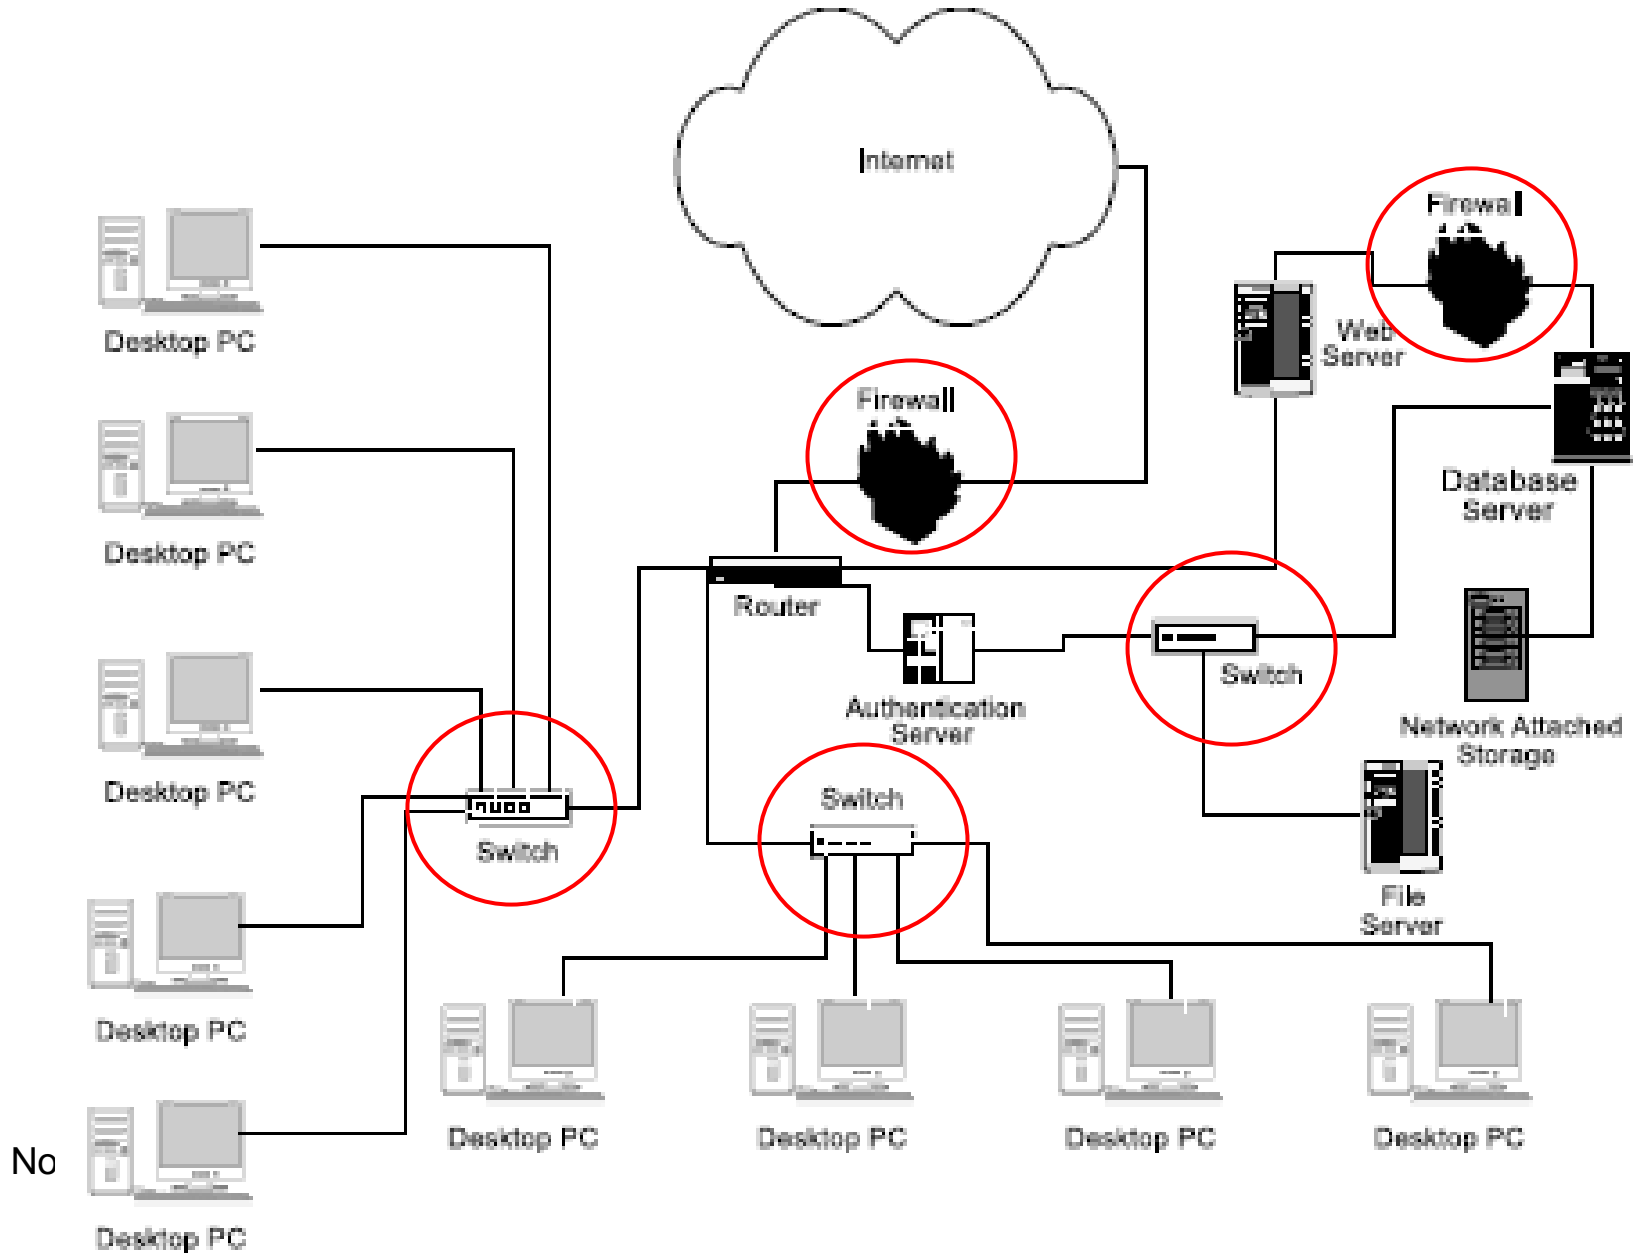 Internet
Firewall
Desktop PC
Web
Server
Firewall
Desktop PC
Database
Server
Router
Switch
Authentication
Server
Network Attached
Storage
Desktop PC
Switch
Switch
File
Server
Desktop PC
Desktop PC
Desktop PC
Desktop PC
Desktop PC
No
Desktop PC